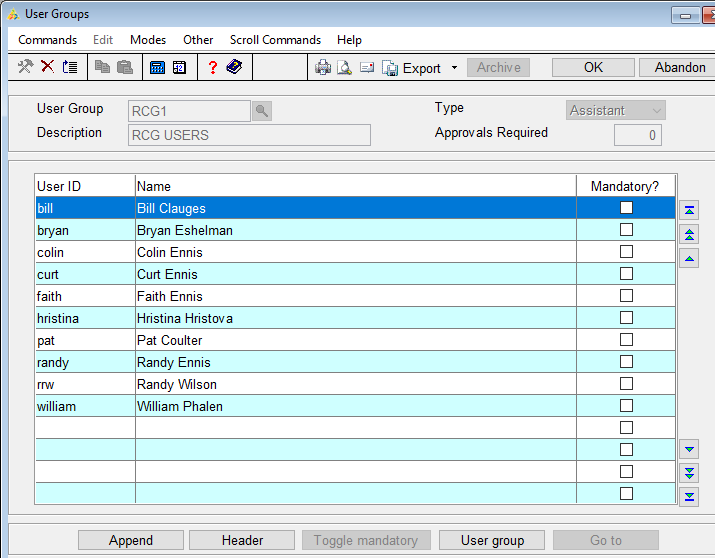 User Groups
Commands Edit Modes Other Scroll Commands Help
Export Archive OK Abandon
User Group RCG1 Type Assistant
Description RCG USERS Approvals Required 0
User ID Name Mandatory?
bill Bill Clauges
bryan Bryan Eshelman
colin Colin Ennis
curt Curt Ennis
faith Faith Ennis
hristina Hristina Hristova
pat Pat Coulter
randy Randy Ennis
rrw Randy Wilson
william William Phalen
Append Header Toggle mandatory User group Go to